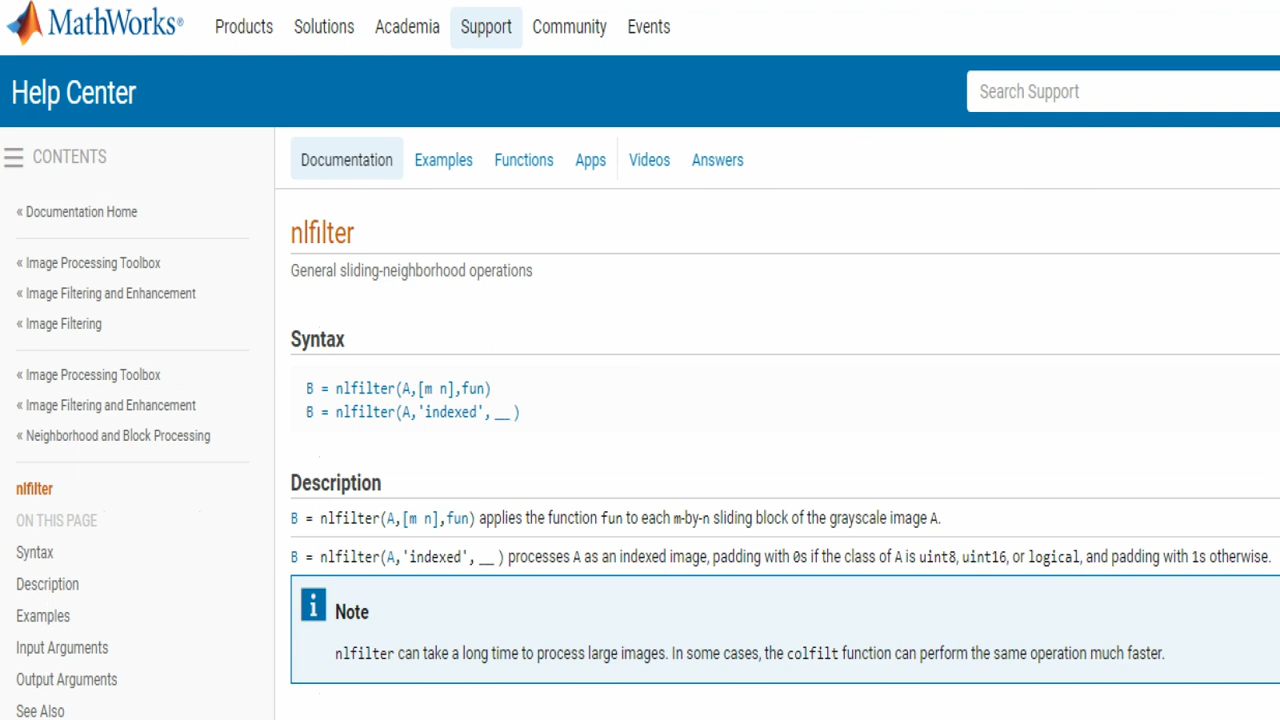 MathWorks®
Products Solutions Academia Support Community Events
Help Center
Search Support
CONTENTS
« Documentation Home
« Image Processing Toolbox
« Image Filtering and Enhancement
« Image Filtering
« Image Processing Toolbox
« Image Filtering and Enhancement
« Neighborhood and Block Processing
nlfilter
ON THIS PAGE
Syntax
Description
Examples
Input Arguments
Output Arguments
See Also
Documentation Examples Functions Apps Videos Answers
nlfilter
General sliding-neighborhood operations
Syntax
B = nlfilter(A,[m n],fun)
B = nlfilter(A,'indexed',__)
Description
B = nlfilter(A,[m n],fun) applies the function fun to each m-by-n sliding block of the grayscale image A.
B = nlfilter(A,'indexed',__) processes A as an indexed image, padding with 0s if the class of A is uint8, uint16, or logical, and padding with 1s otherwise.
i Note
nlfilter can take a long time to process large images. In some cases, the colfilt function can perform the same operation much faster.